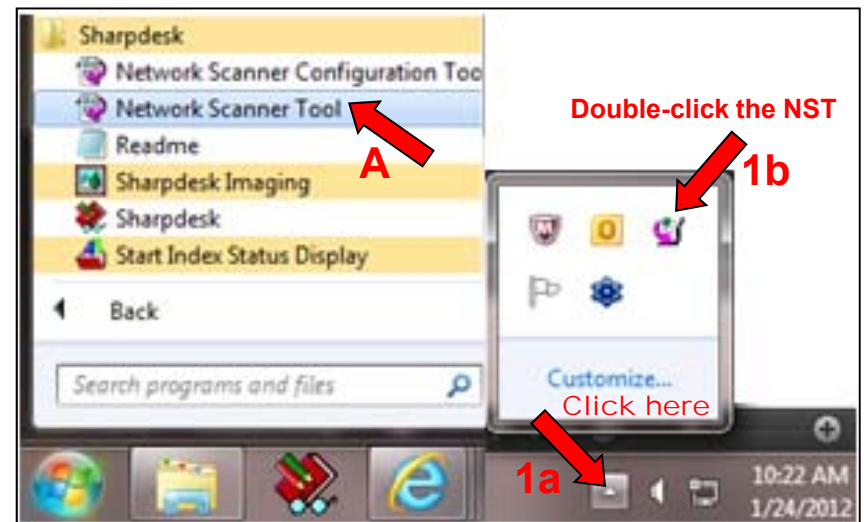 Sharpdesk
Network Scanner Configuration Too
Network Scanner Tool
Readme
Sharpdesk Imaging
Sharpdesk
Start Index Status Display
Back
Search programs and files
A
Double-click the NST
1b
Customize...
Click here
1a
10:22 AM
1/24/2012